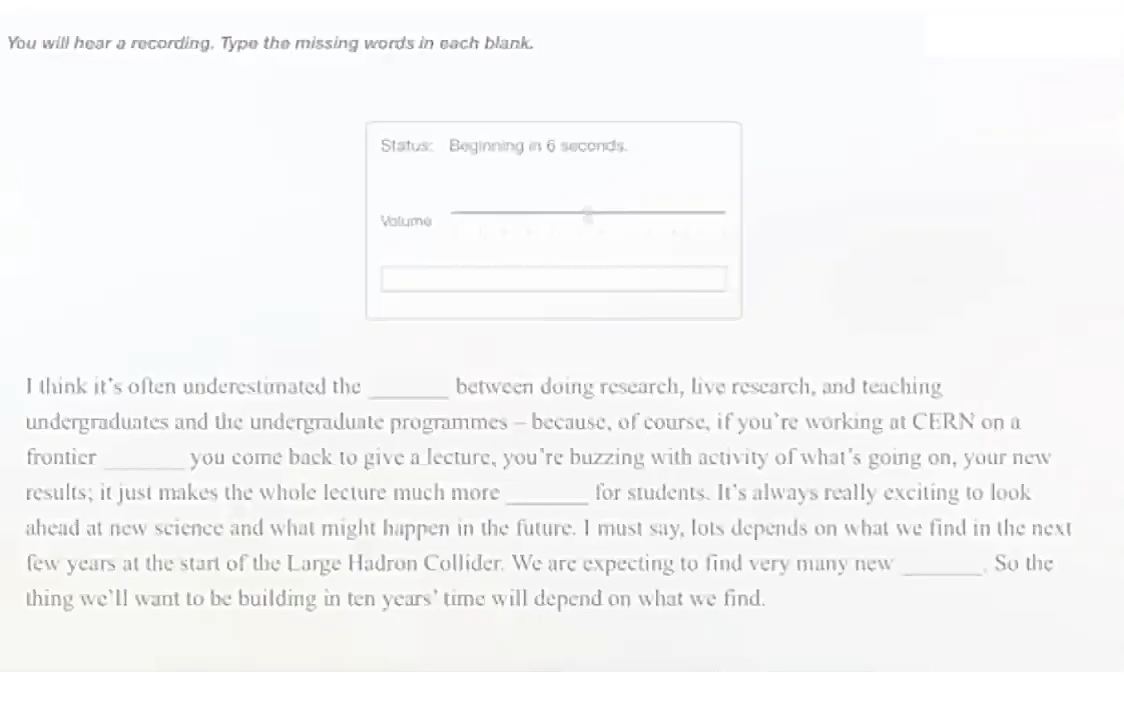 You will hear a recording. Type the missing words in each blank.
Status: Beginning in 6 seconds.
Volume
I think it's often underestimated the ________ between doing research, live research, and teaching
undergraduates and the undergraduate programmes – because, of course, if you're working at CERN on a
frontier ________ you come back to give a lecture, you're buzzing with activity of what's going on, your new
results; it just makes the whole lecture much more ________ for students. It's always really exciting to look
ahead at new science and what might happen in the future. I must say, lots depends on what we find in the next
few years at the start of the Large Hadron Collider. We are expecting to find very many new ________. So the
thing we'll want to be building in ten years' time will depend on what we find.